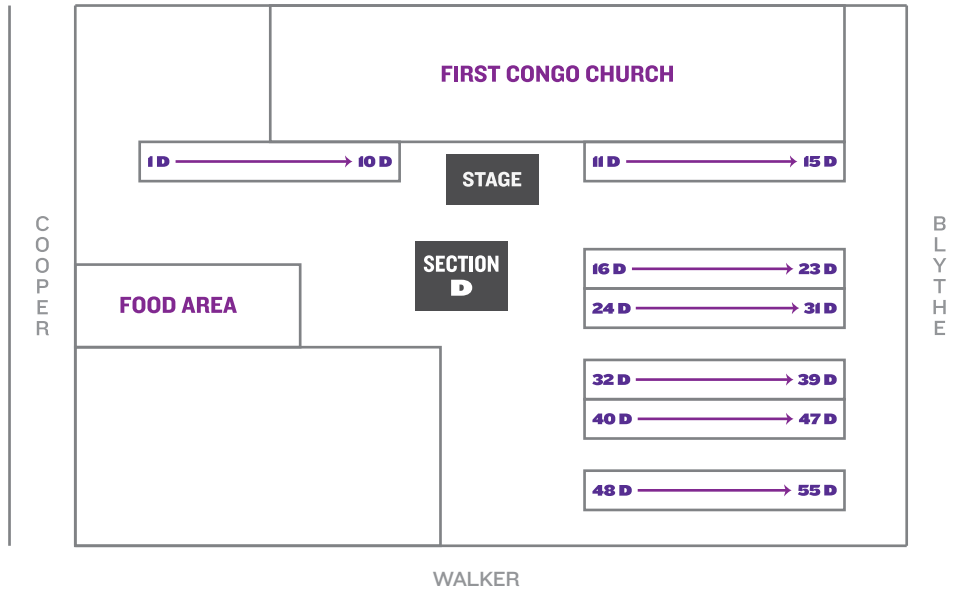 FIRST CONGO CHURCH
1 D 10 D
STAGE
11 D 15 D
COOPER
BLYTHE
SECTION
D
16 D 23 D
FOOD AREA
24 D 31 D
32 D 39 D
40 D 47 D
48 D 55 D
WALKER